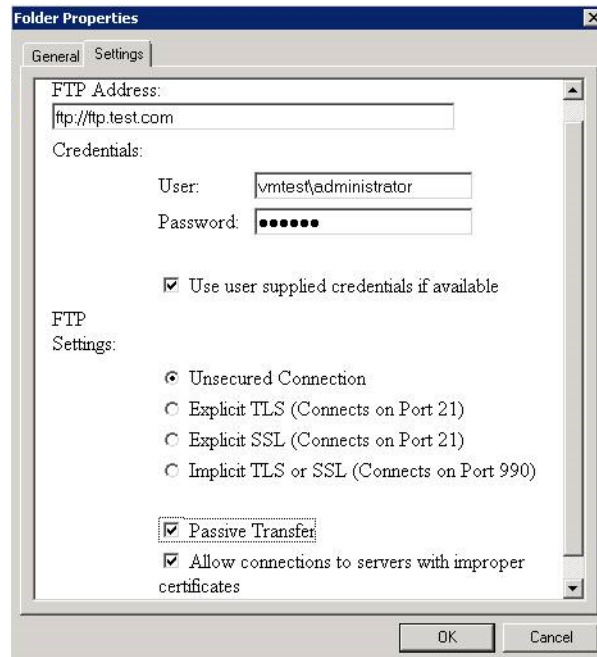 Folder Properties
General Settings
FTP Address:
ftp://ftp.test.com
Credentials:
User: vmtest\administrator
Password: ●●●●●●
Use user supplied credentials if available
FTP
Settings:
Unsecured Connection
Explicit TLS (Connects on Port 21)
Explicit SSL (Connects on Port 21)
Implicit TLS or SSL (Connects on Port 990)
Passive Transfer
Allow connections to servers with improper
certificates
OK Cancel